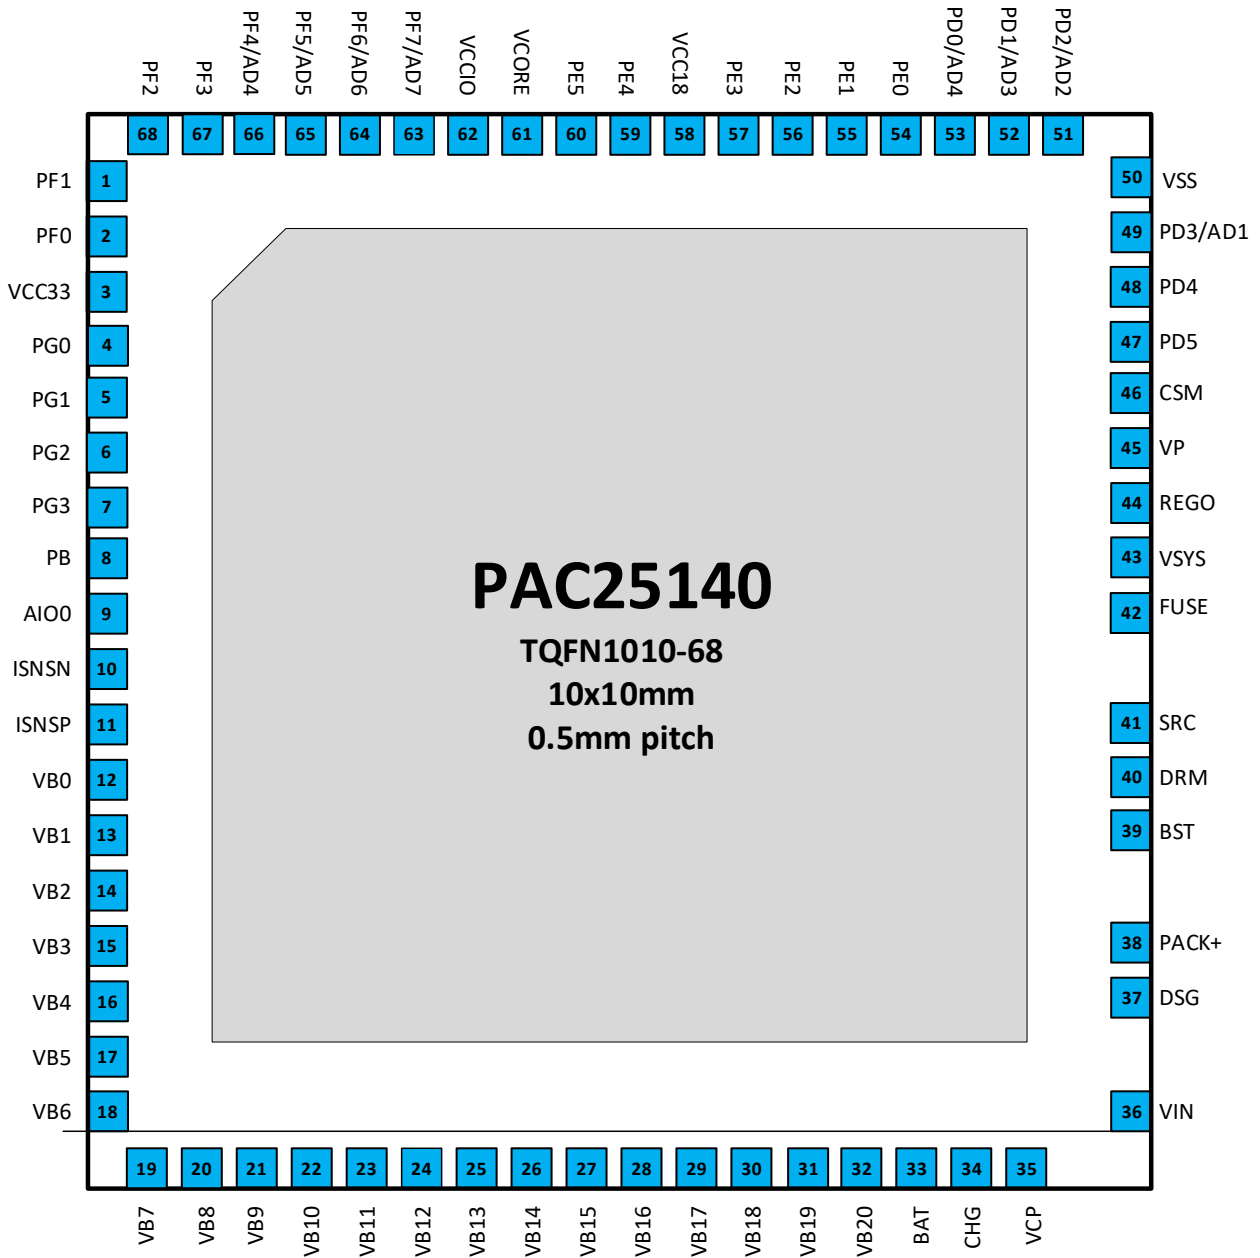 PF2 PF3 PF4/AD4 PF5/AD5 PF6/AD6 PF7/AD7 VCCIO VCORE PE5 PE4 VCC18 PE3 PE2 PE1 PE0 PD0/AD4 PD1/AD3 PD2/AD2
68 67 66 65 64 63 62 61 60 59 58 57 56 55 54 53 52 51
PF1 1
PF0 2
VCC33 3
PG0 4
PG1 5
PG2 6
PG3 7
PB 8
AIO0 9
ISNSN 10
ISNSP 11
VB0 12
VB1 13
VB2 14
VB3 15
VB4 16
VB5 17
VB6 18
PAC25140
TQFN1010-68
10x10mm
0.5mm pitch
50 VSS
49 PD3/AD1
48 PD4
47 PD5
46 CSM
45 VP
44 REGO
43 VSYS
42 FUSE
41 SRC
40 DRM
39 BST
38 PACK+
37 DSG
36 VIN
19 20 21 22 23 24 25 26 27 28 29 30 31 32 33 34 35
VB7 VB8 VB9 VB10 VB11 VB12 VB13 VB14 VB15 VB16 VB17 VB18 VB19 VB20 BAT CHG VCP